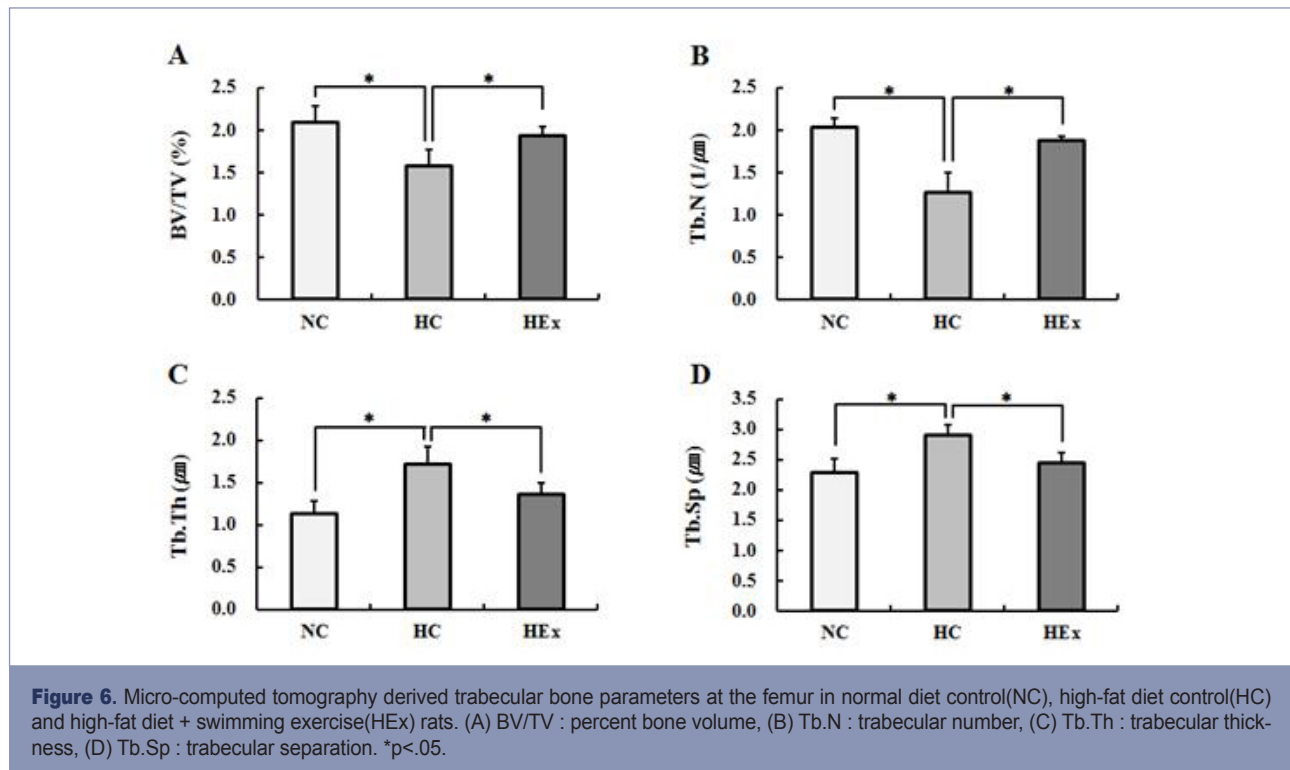 A
BV/TV (%)
2.5
2.0
1.5
1.0
0.5
0.0
*
*
NC HC HEx
B
Tb.N (1/㎛)
2.5
2.0
1.5
1.0
0.5
0.0
*
*
NC HC HEx
C
Tb.Th (㎛)
2.5
2.0
1.5
1.0
0.5
0.0
*
*
NC HC HEx
D
Tb.Sp (㎛)
3.5
3.0
2.5
2.0
1.5
1.0
0.5
0.0
*
*
NC HC HEx
Figure 6. Micro-computed tomography derived trabecular bone parameters at the femur in normal diet control(NC), high-fat diet control(HC)
and high-fat diet + swimming exercise(HEx) rats. (A) BV/TV : percent bone volume, (B) Tb.N : trabecular number, (C) Tb.Th : trabecular thick-
ness, (D) Tb.Sp : trabecular separation. *p<.05.